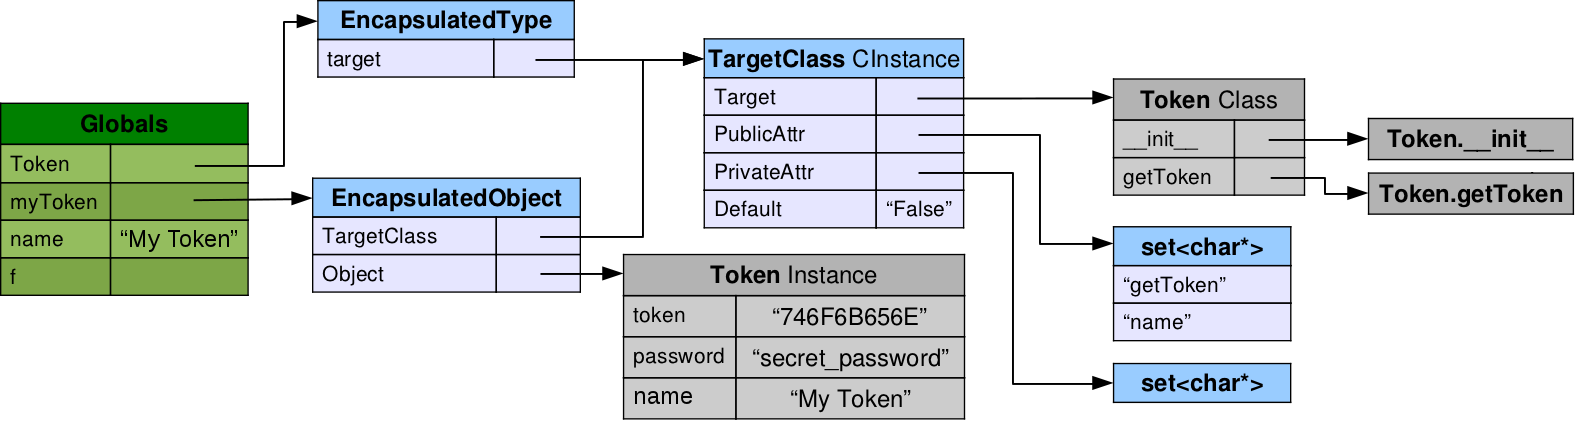 Globals
Token
myToken
name “My Token”
f
EncapsulatedType
target
EncapsulatedObject
TargetClass
Object
TargetClass CInstance
Target
PublicAttr
PrivateAttr
Default “False”
Token Instance
token “746F6B656E”
password “secret_password”
name “My Token”
Token Class
__init__
getToken
Token.__init__
Token.getToken
set<char*>
“getToken”
“name”
set<char*>